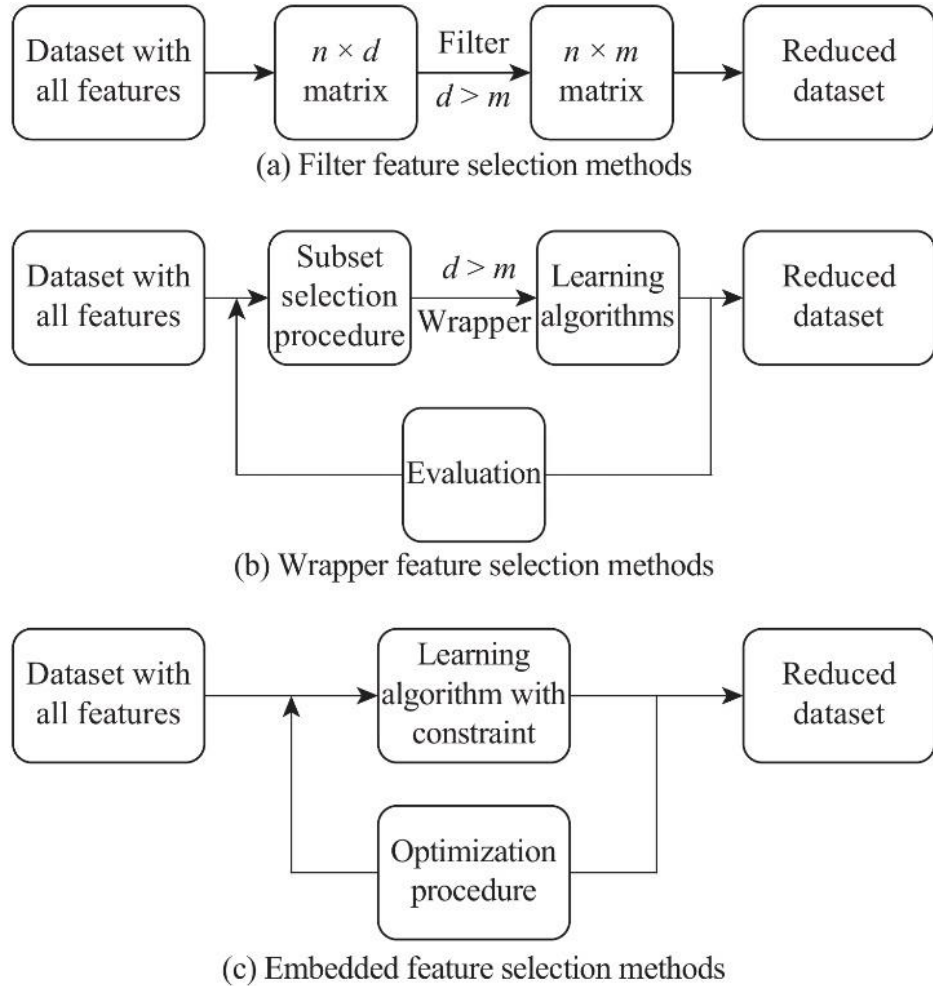 Dataset with
all features
n × d
matrix
Filter
d > m
n × m
matrix
Reduced
dataset
(a) Filter feature selection methods
Dataset with
all features
Subset
selection
procedure
d > m
Wrapper
Learning
algorithms
Reduced
dataset
Evaluation
(b) Wrapper feature selection methods
Dataset with
all features
Learning
algorithm with
constraint
Reduced
dataset
Optimization
procedure
(c) Embedded feature selection methods